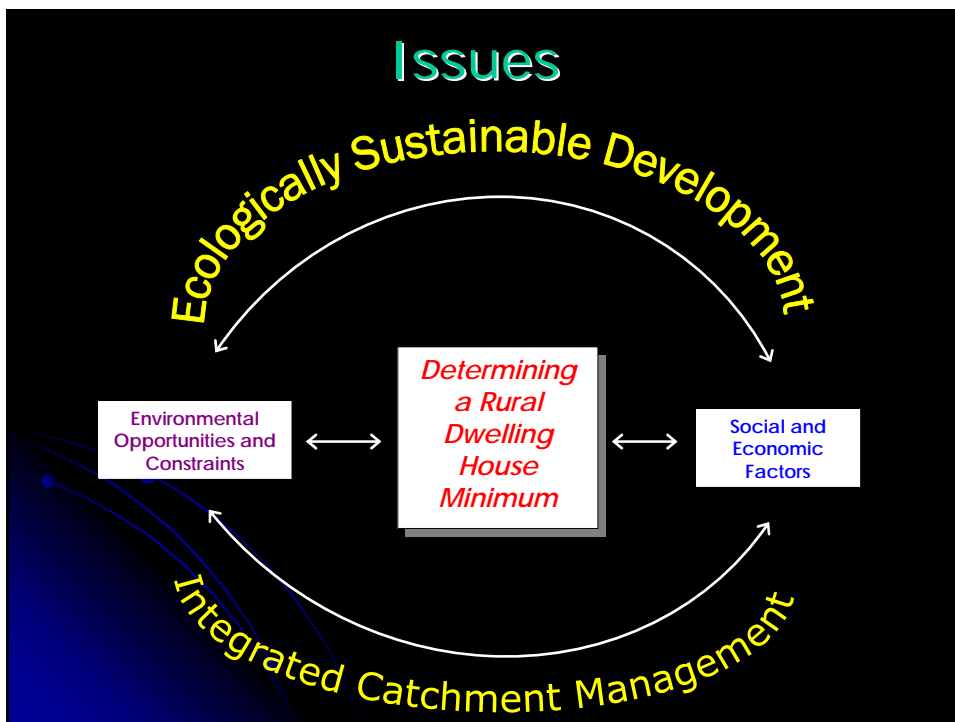 Issues
Ecologically Sustainable Development
Environmental
Opportunities and
Constraints
Determining
a Rural
Dwelling
House
Minimum
Social and
Economic
Factors
Integrated Catchment Management